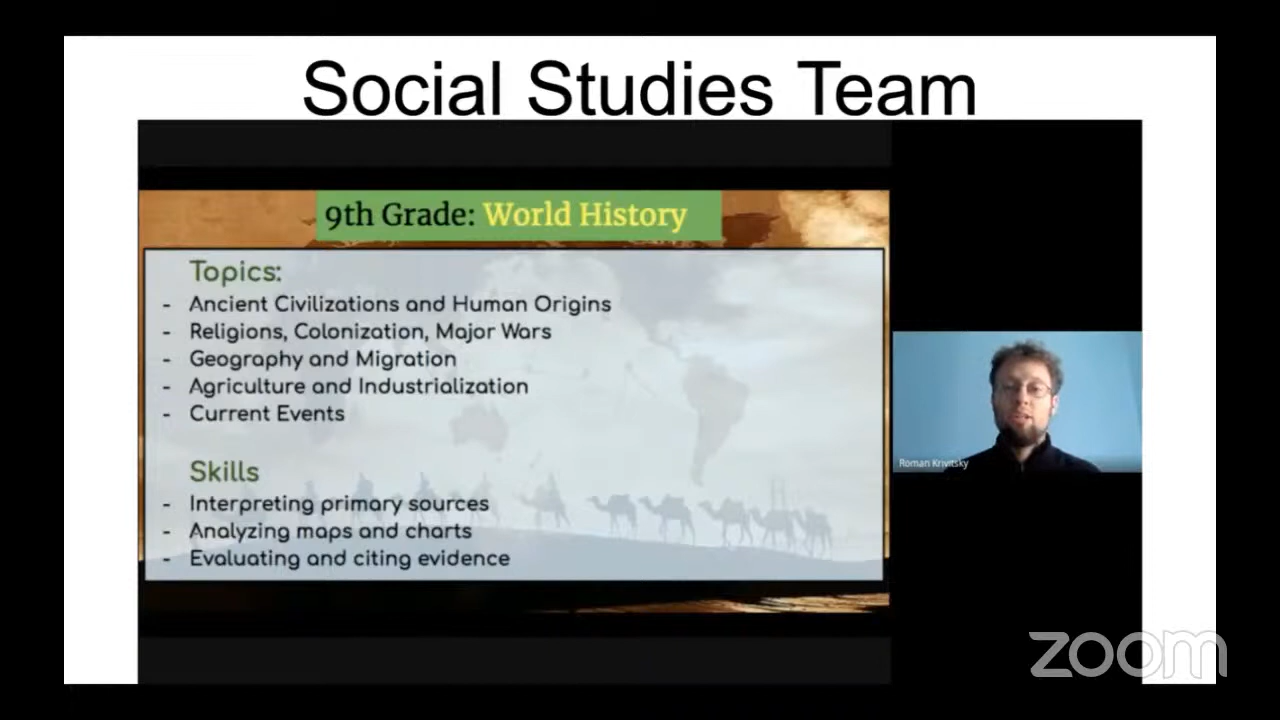 Social Studies Team
9th Grade: World History
Topics:
- Ancient Civilizations and Human Origins
- Religions, Colonization, Major Wars
- Geography and Migration
- Agriculture and Industrialization
- Current Events
Skills
- Interpreting primary sources
- Analyzing maps and charts
- Evaluating and citing evidence
Roman Krivitsky
zoom